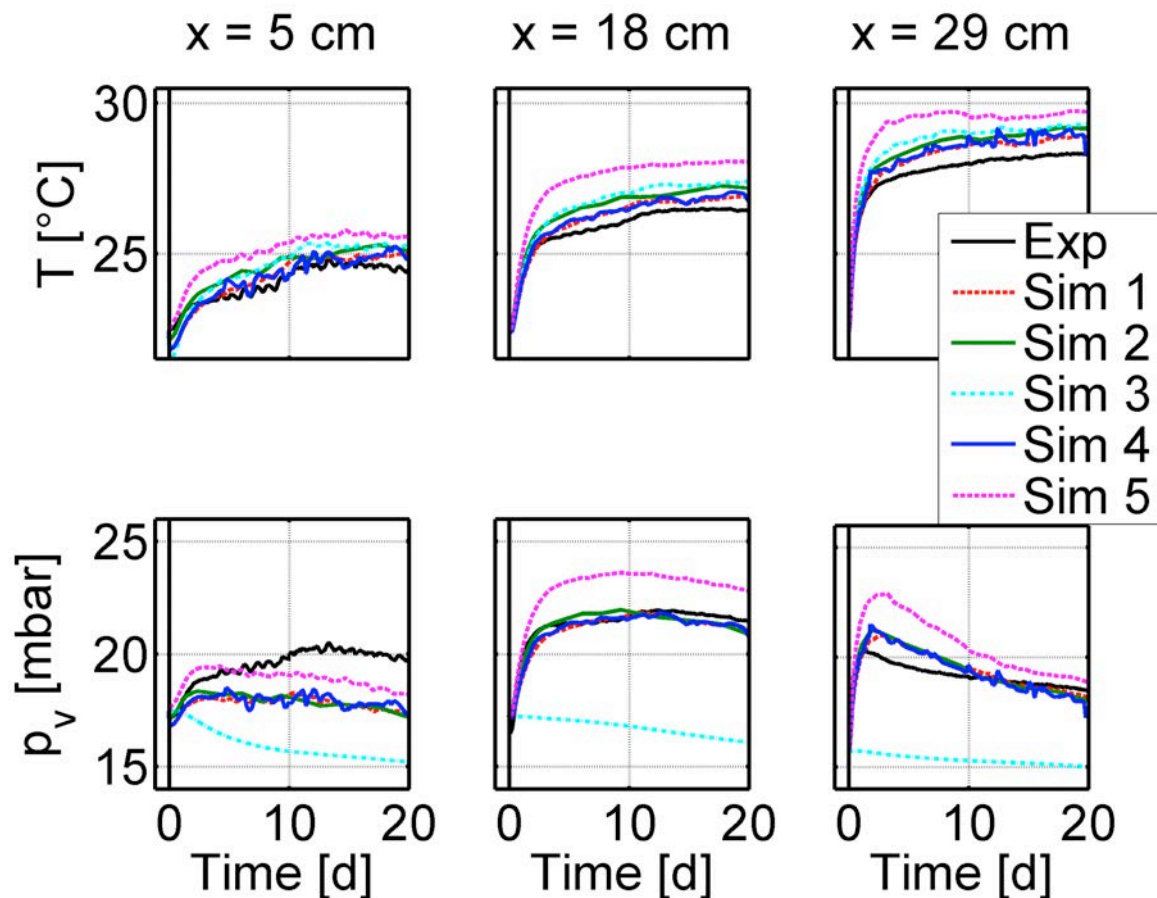 x = 5 cm x = 18 cm x = 29 cm
30
25
T [°C]
Exp
Sim 1
Sim 2
Sim 3
Sim 4
Sim 5
25
20
15
p_v [mbar]
0 10 20 0 10 20 0 10 20
Time [d] Time [d] Time [d]